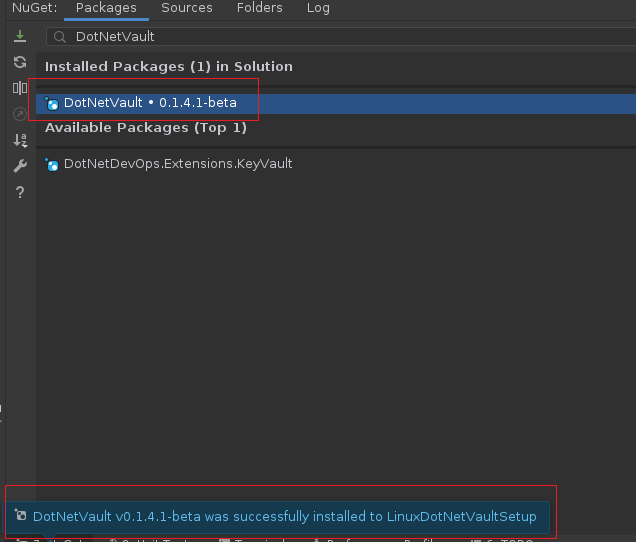 NuGet: Packages Sources Folders Log
DotNetVault
Installed Packages (1) in Solution
DotNetVault • 0.1.4.1-beta
Available Packages (Top 1)
DotNetDevOps.Extensions.KeyVault
?
DotNetVault v0.1.4.1-beta was successfully installed to LinuxDotNetVaultSetup